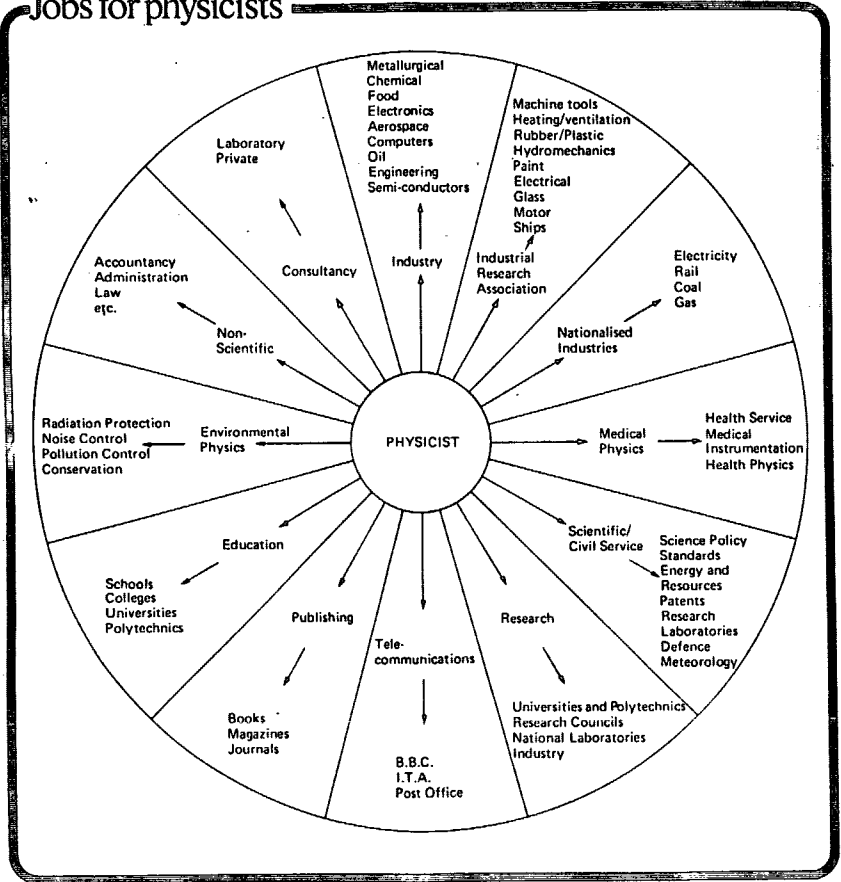 Jobs for physicists
Metallurgical
Chemical
Food
Electronics
Aerospace
Computers
Oil
Engineering
Semi-conductors
Industry
Machine tools
Heating/ventilation
Rubber/Plastic
Hydromechanics
Paint
Electrical
Glass
Motor
Ships
Industrial
Research
Association
Electricity
Rail
Coal
Gas
Nationalised
Industries
Health Service
Medical
Instrumentation
Health Physics
Medical
Physics
Scientific/
Civil Service
Science Policy
Standards
Energy and
Resources
Patents
Research
Laboratories
Defence
Meteorology
Research
Universities and Polytechnics
Research Councils
National Laboratories
Industry
Tele-
communications
B.B.C.
I.T.A.
Post Office
Publishing
Books
Magazines
Journals
Education
Schools
Colleges
Universities
Polytechnics
Environmental
Physics
Radiation Protection
Noise Control
Pollution Control
Conservation
Non-
Scientific
Accountancy
Administration
Law
etc.
Consultancy
Laboratory
Private
PHYSICIST